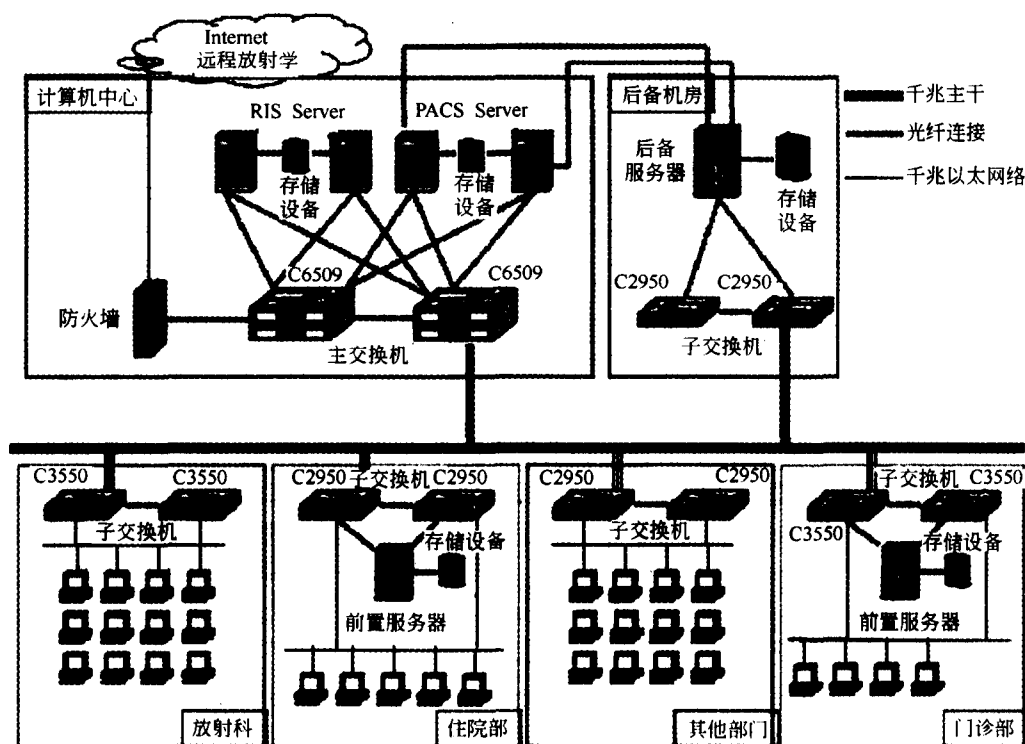 Internet
远程放射学
计算机中心
RIS Server
PACS Server
存储
设备
存储
设备
C6509
C6509
防火墙
主交换机
后备机房
后备
服务器
存储
设备
C2950
C2950
子交换机
千兆主干
光纤连接
千兆以太网络
C3550
C3550
子交换机
放射科
C2950
子交换机
C2950
存储设备
前置服务器
住院部
C2950
C2950
子交换机
其他部门
子交换机
C3550
C3550
存储设备
前置服务器
门诊部